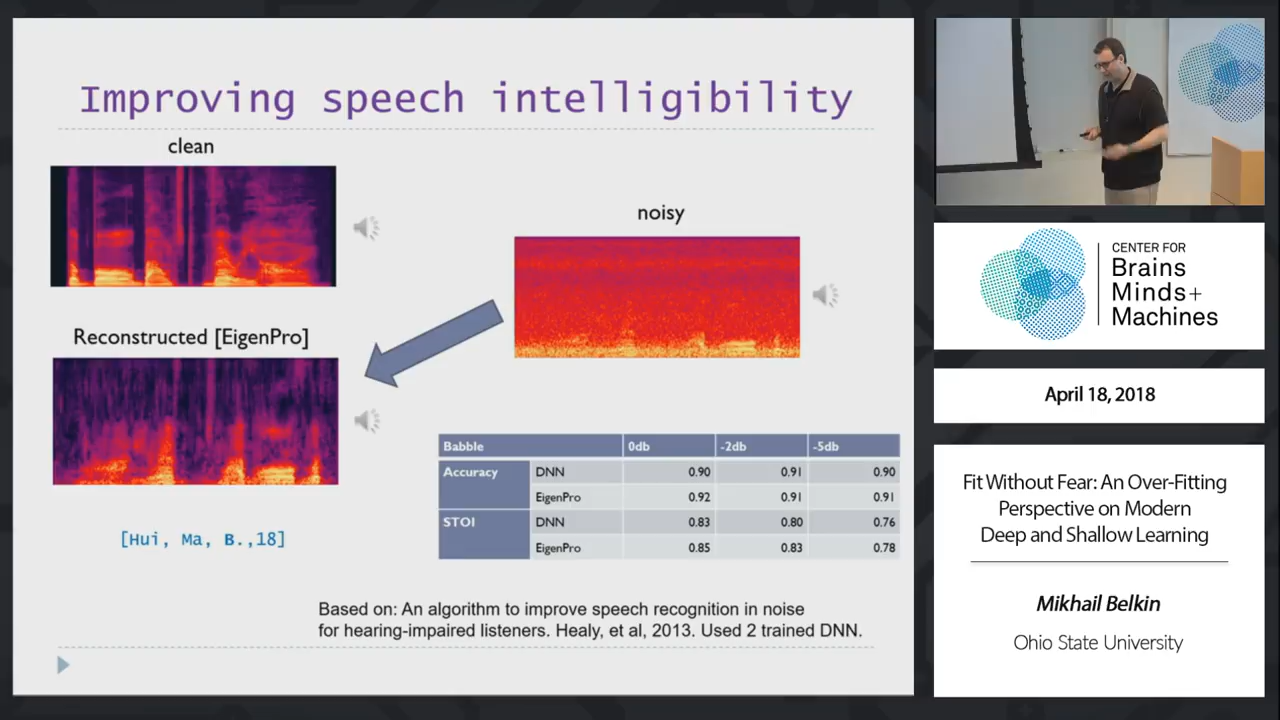 Improving speech intelligibility
clean
noisy
Reconstructed [EigenPro]
Babble 0db -2db -5db
Accuracy DNN 0.90 0.91 0.90
EigenPro 0.92 0.91 0.91
STOI DNN 0.83 0.80 0.76
EigenPro 0.85 0.83 0.78
[Hui, Ma, B.,18]
Based on: An algorithm to improve speech recognition in noise
for hearing-impaired listeners. Healy, et al, 2013. Used 2 trained DNN.
CENTER FOR
Brains
Minds+
Machines
April 18, 2018
Fit Without Fear: An Over-Fitting
Perspective on Modern
Deep and Shallow Learning
Mikhail Belkin
Ohio State University